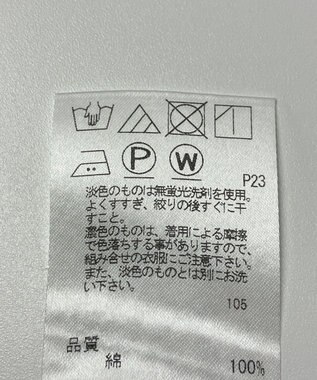 P W
P23
淡色のものは無蛍光洗剤を使用。
よくすすぎ、絞りの後すぐに干
すこと。
濃色のものは、着用による摩擦
で色落ちする事がありますので、
組み合せの衣服にご注意下さい。
また、淡色のものとは別にお洗
い下さい。
105
品質
綿 100%